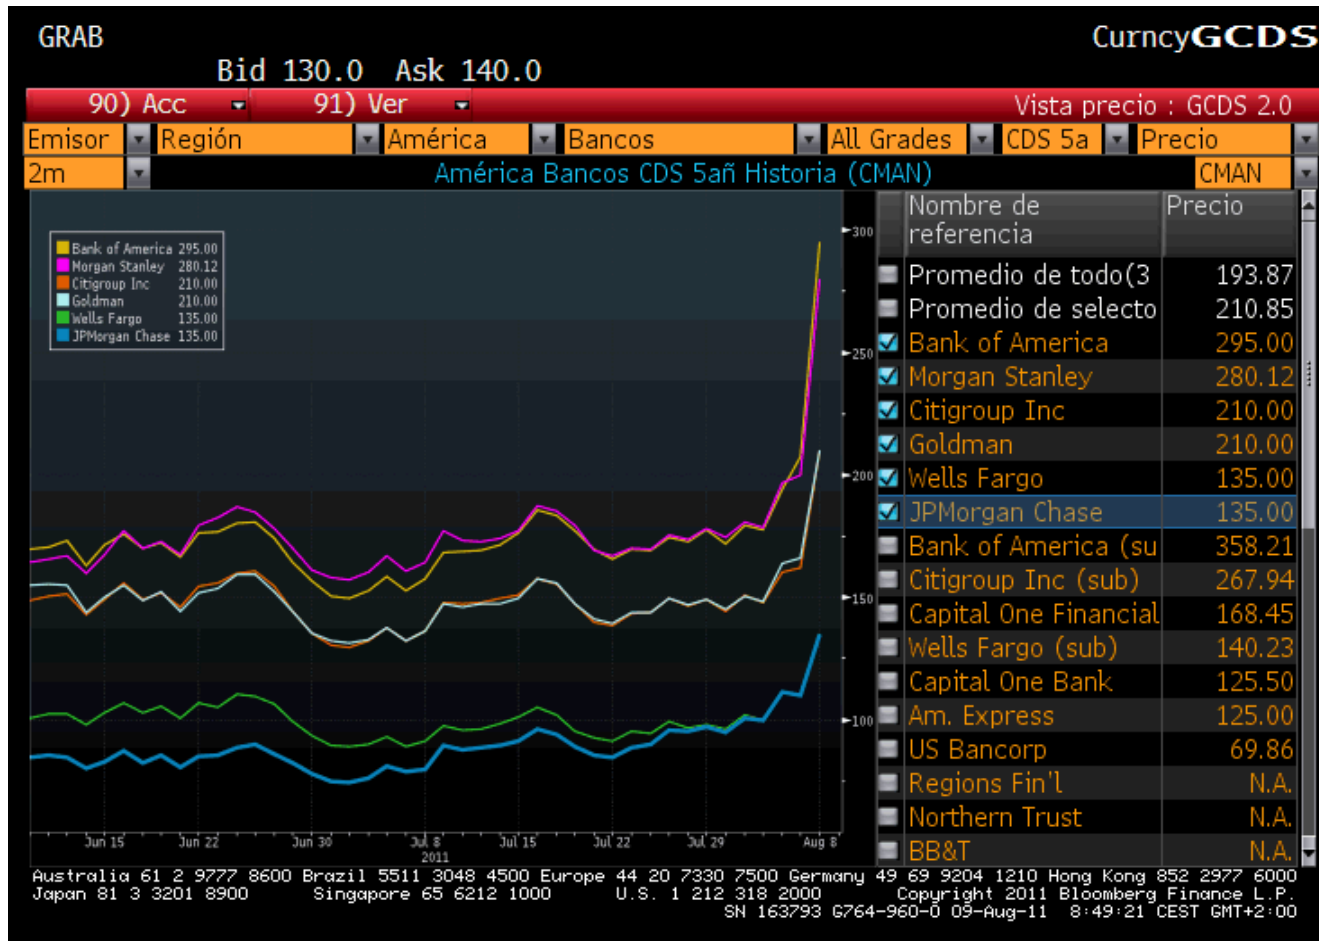 GRAB
CurncyGCDS
Bid 130.0 Ask 140.0
90) Acc 91) Ver Vista precio : GCDS 2.0
Emisor Región América Bancos All Grades CDS 5a Precio
2m América Bancos CDS 5añ Historia (CMAN) CMAN
Bank of America 295.00
Morgan Stanley 280.12
Citigroup Inc 210.00
Goldman 210.00
Wells Fargo 135.00
JPMorgan Chase 135.00
300
250
200
150
100
Jun 15 Jun 22 Jun 30 Jul 8 Jul 15 Jul 22 Jul 29 Aug 8
2011
Nombre de referencia Precio
Promedio de todo(3 193.87
Promedio de selecto 210.85
Bank of America 295.00
Morgan Stanley 280.12
Citigroup Inc 210.00
Goldman 210.00
Wells Fargo 135.00
JPMorgan Chase 135.00
Bank of America (su 358.21
Citigroup Inc (sub) 267.94
Capital One Financial 168.45
Wells Fargo (sub) 140.23
Capital One Bank 125.50
Am. Express 125.00
US Bancorp 69.86
Regions Fin'l N.A.
Northern Trust N.A.
BB&T N.A.
Australia 61 2 9777 8600 Brazil 5511 3048 4500 Europe 44 20 7330 7500 Germany 49 69 9204 1210 Hong Kong 852 2977 6000
Japan 81 3 3201 8900 Singapore 65 6212 1000 U.S. 1 212 318 2000 Copyright 2011 Bloomberg Finance L.P.
SN 163793 G764-960-0 09-Aug-11 8:49:21 CEST GMT+2:00